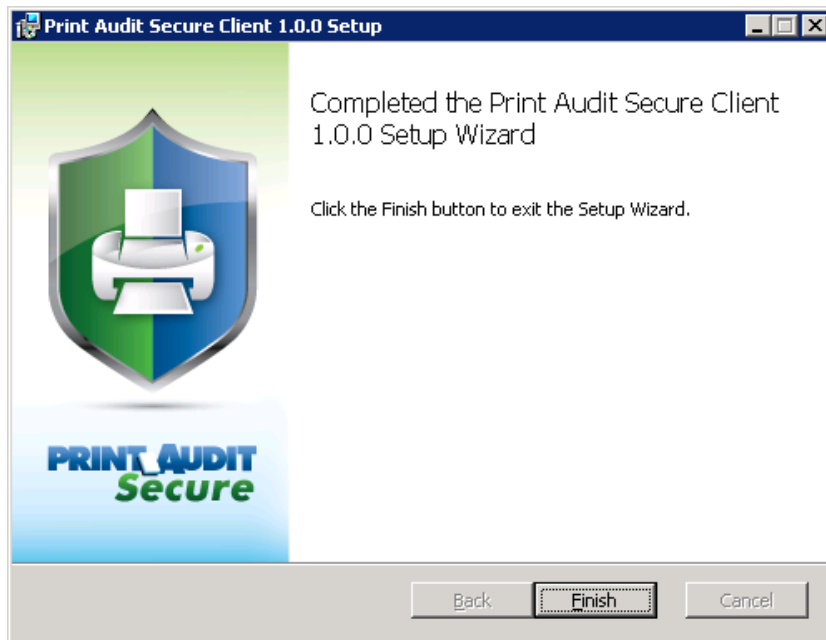 Print Audit Secure Client 1.0.0 Setup
Completed the Print Audit Secure Client
1.0.0 Setup Wizard
Click the Finish button to exit the Setup Wizard.
PRINT AUDIT
Secure
Back
Finish
Cancel